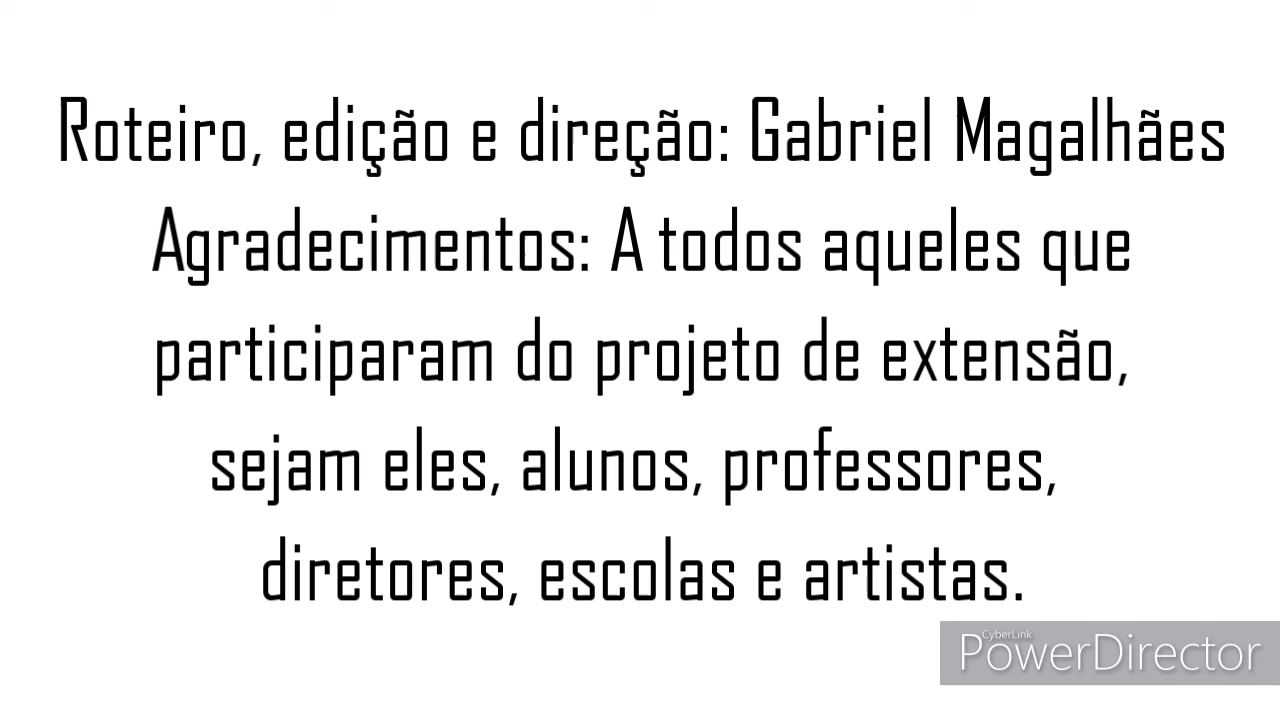 Roteiro, edição e direção: Gabriel Magalhães
Agradecimentos: A todos aqueles que
participaram do projeto de extensão,
sejam eles, alunos, professores,
diretores, escolas e artistas.
CyberLink
PowerDirector